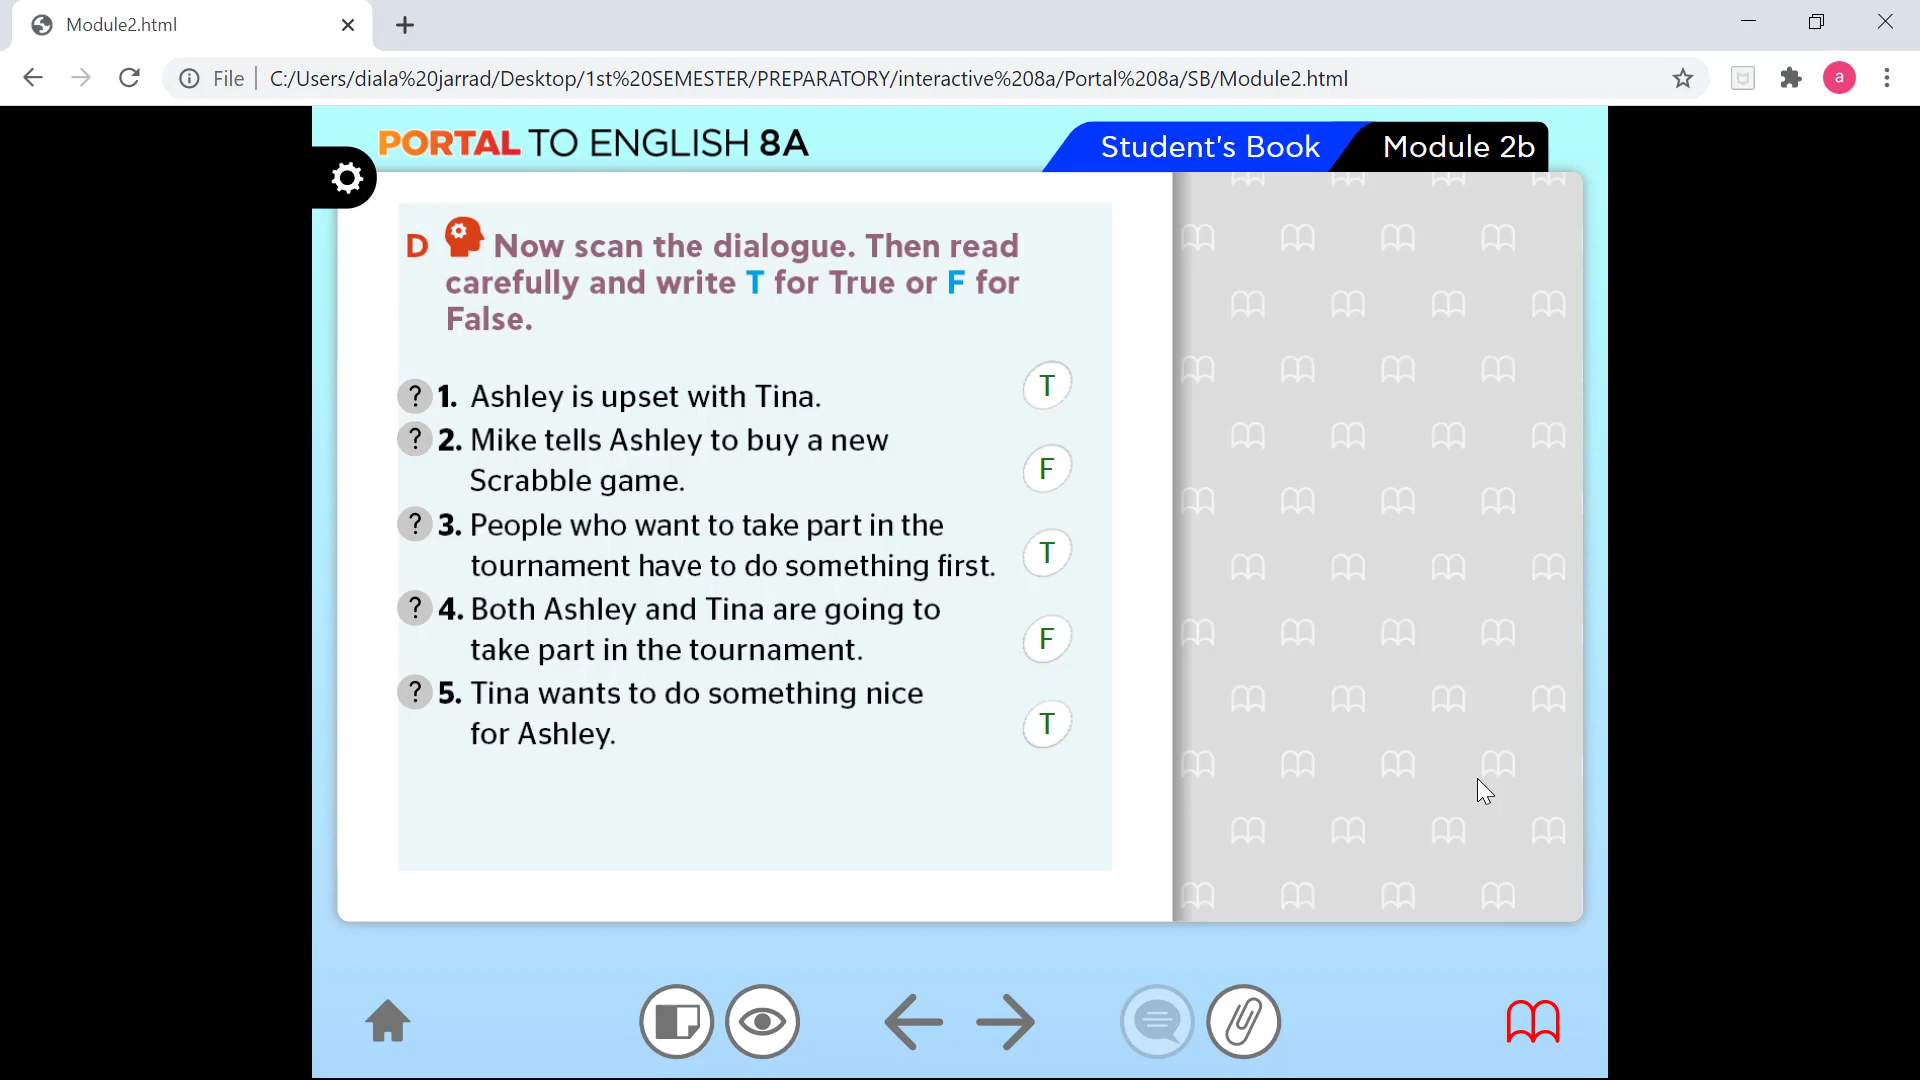 Module2.html
File C:/Users/diala%20jarrad/Desktop/1st%20SEMESTER/PREPARATORY/interactive%208a/Portal%208a/SB/Module2.html
a
PORTAL TO ENGLISH 8A
Student's Book
Module 2b
D Now scan the dialogue. Then read
carefully and write T for True or F for
False.
? 1. Ashley is upset with Tina. T
? 2. Mike tells Ashley to buy a new
Scrabble game. F
? 3. People who want to take part in the
tournament have to do something first. T
? 4. Both Ashley and Tina are going to
take part in the tournament. F
? 5. Tina wants to do something nice
for Ashley. T